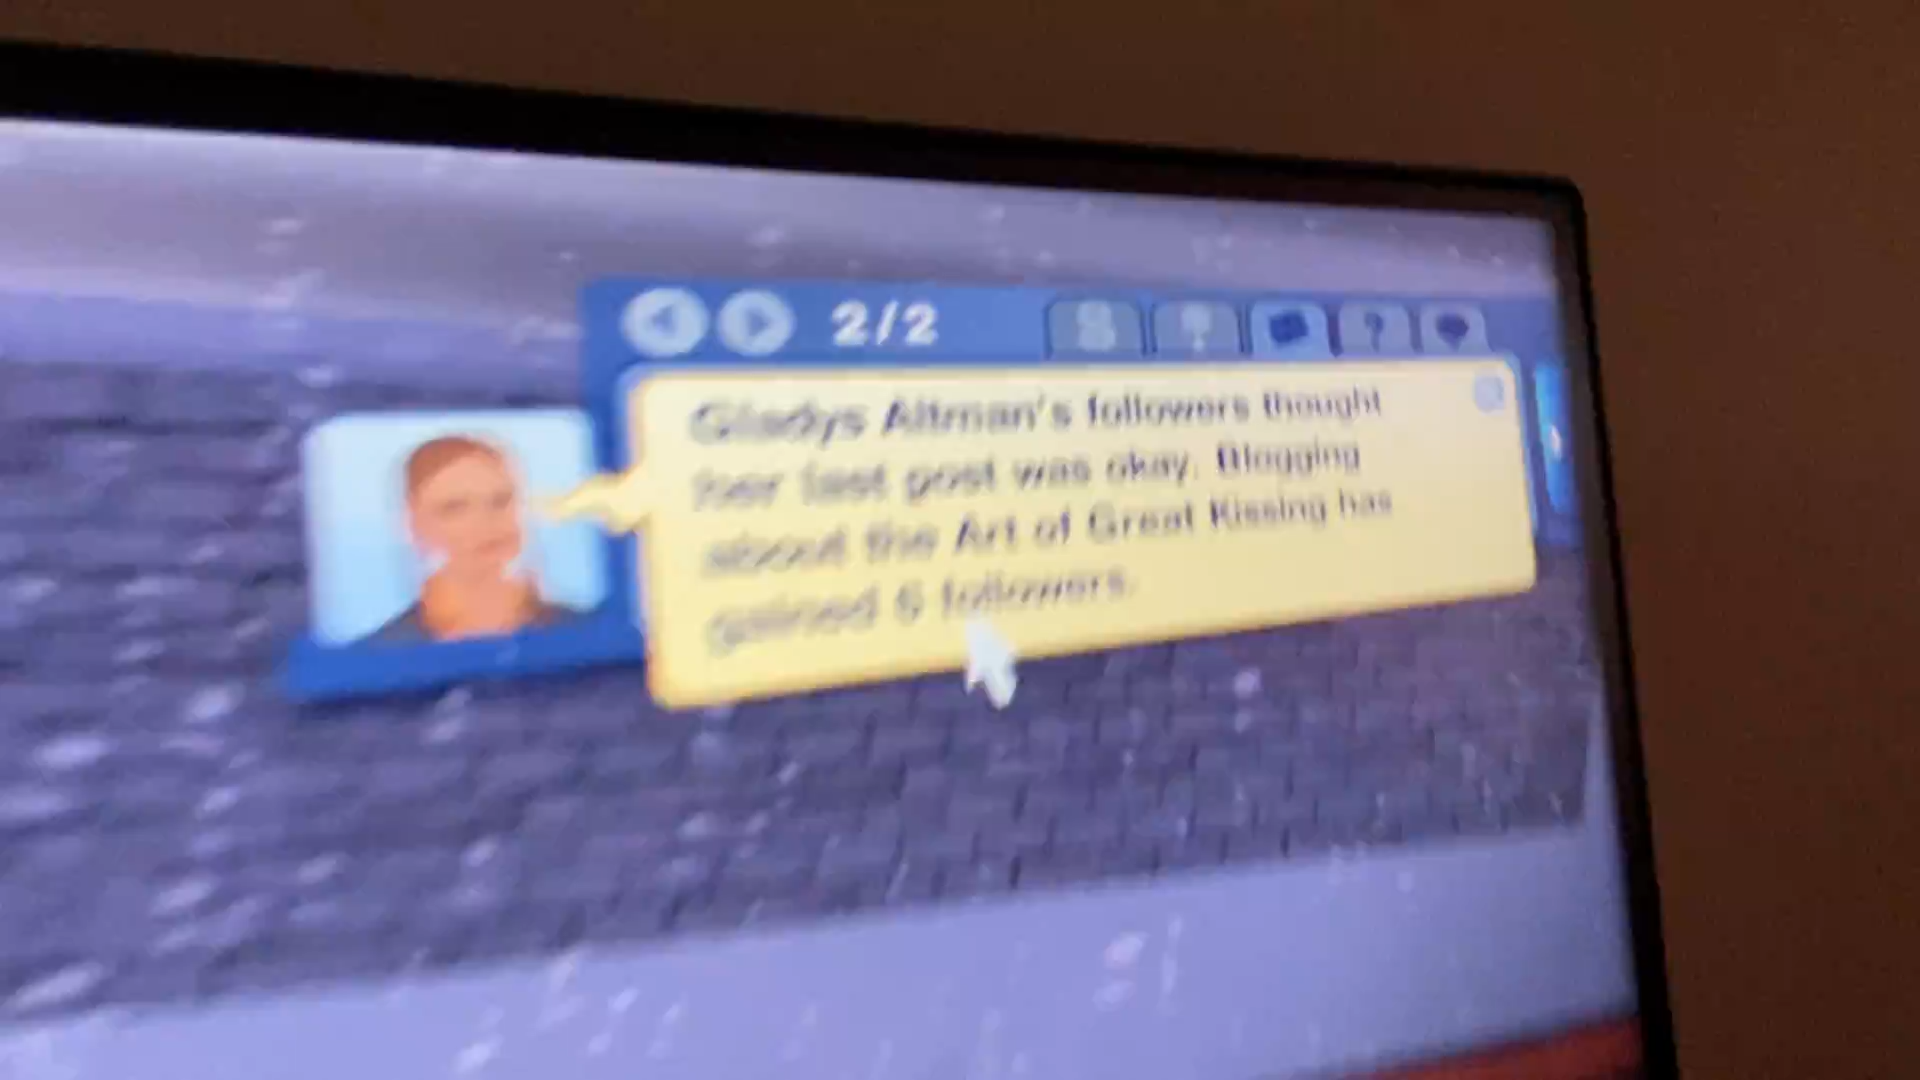 2/2
Gladys Altman's followers thought
her last post was okay. Blogging
about the Art of Great Kissing has
gained 6 followers.